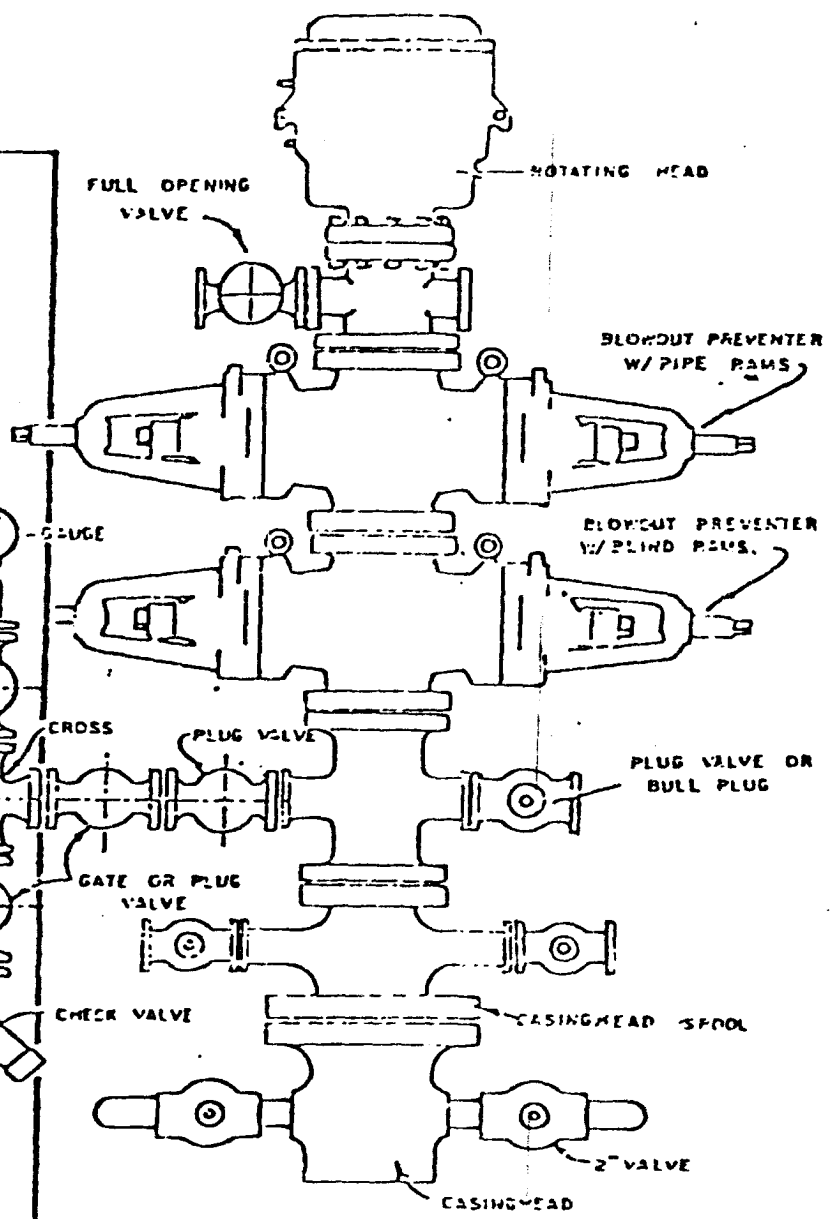 ROTATING HEAD
FULL OPENING
VALVE
BLOWOUT PREVENTER
W/ PIPE RAMS
GAUGE
BLOWOUT PREVENTER
W/ BLIND RAMS.
CROSS
PLUG VALVE
PLUG VALVE OR
BULL PLUG
GATE OR PLUG
VALVE
CHECK VALVE
CASINGHEAD SPOOL
2" VALVE
CASINGHEAD